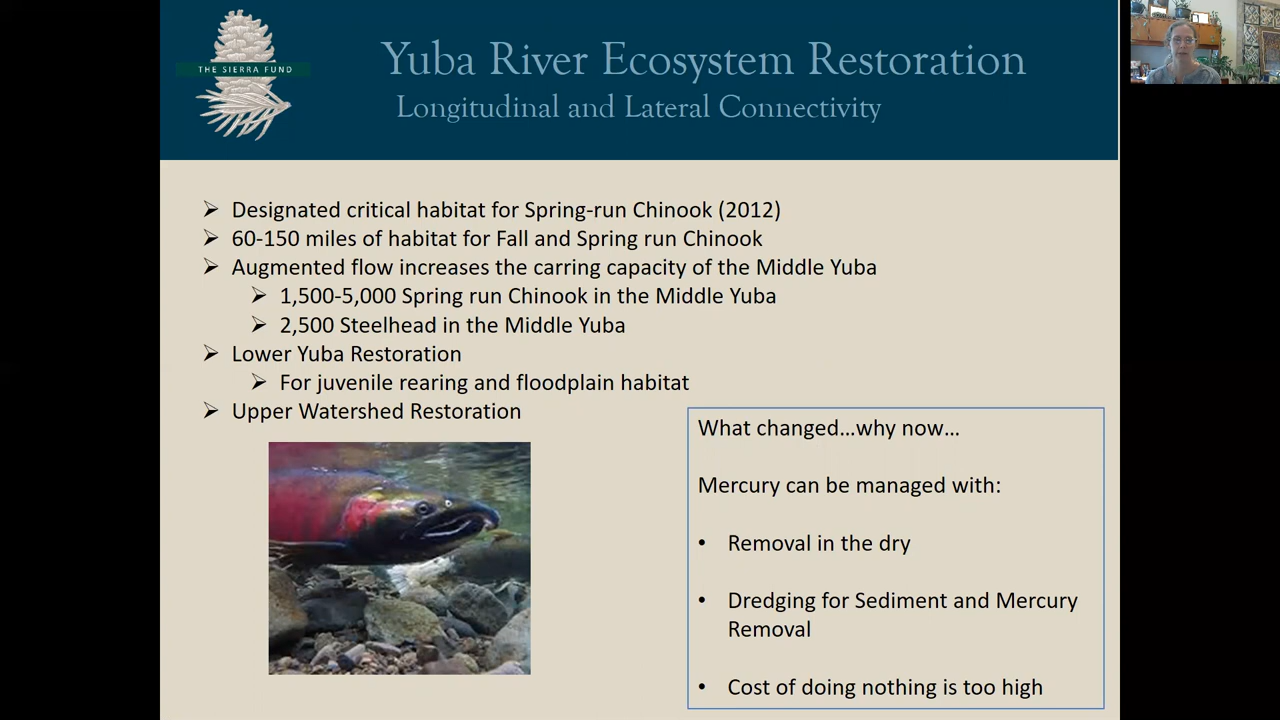 THE SIERRA FUND
Yuba River Ecosystem Restoration
Longitudinal and Lateral Connectivity
Designated critical habitat for Spring-run Chinook (2012)
60-150 miles of habitat for Fall and Spring run Chinook
Augmented flow increases the carring capacity of the Middle Yuba
1,500-5,000 Spring run Chinook in the Middle Yuba
2,500 Steelhead in the Middle Yuba
Lower Yuba Restoration
For juvenile rearing and floodplain habitat
Upper Watershed Restoration
What changed...why now...
Mercury can be managed with:
• Removal in the dry
• Dredging for Sediment and Mercury
Removal
• Cost of doing nothing is too high